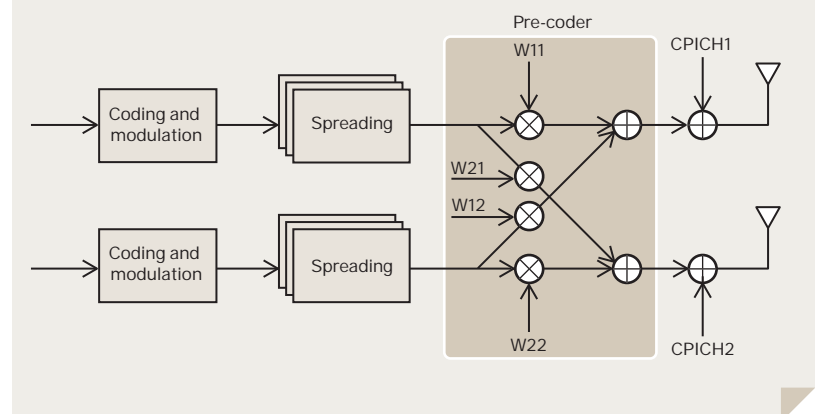 Pre-coder
W11
CPICH1
Coding and
modulation
Spreading
W21
W12
Coding and
modulation
Spreading
W22
CPICH2